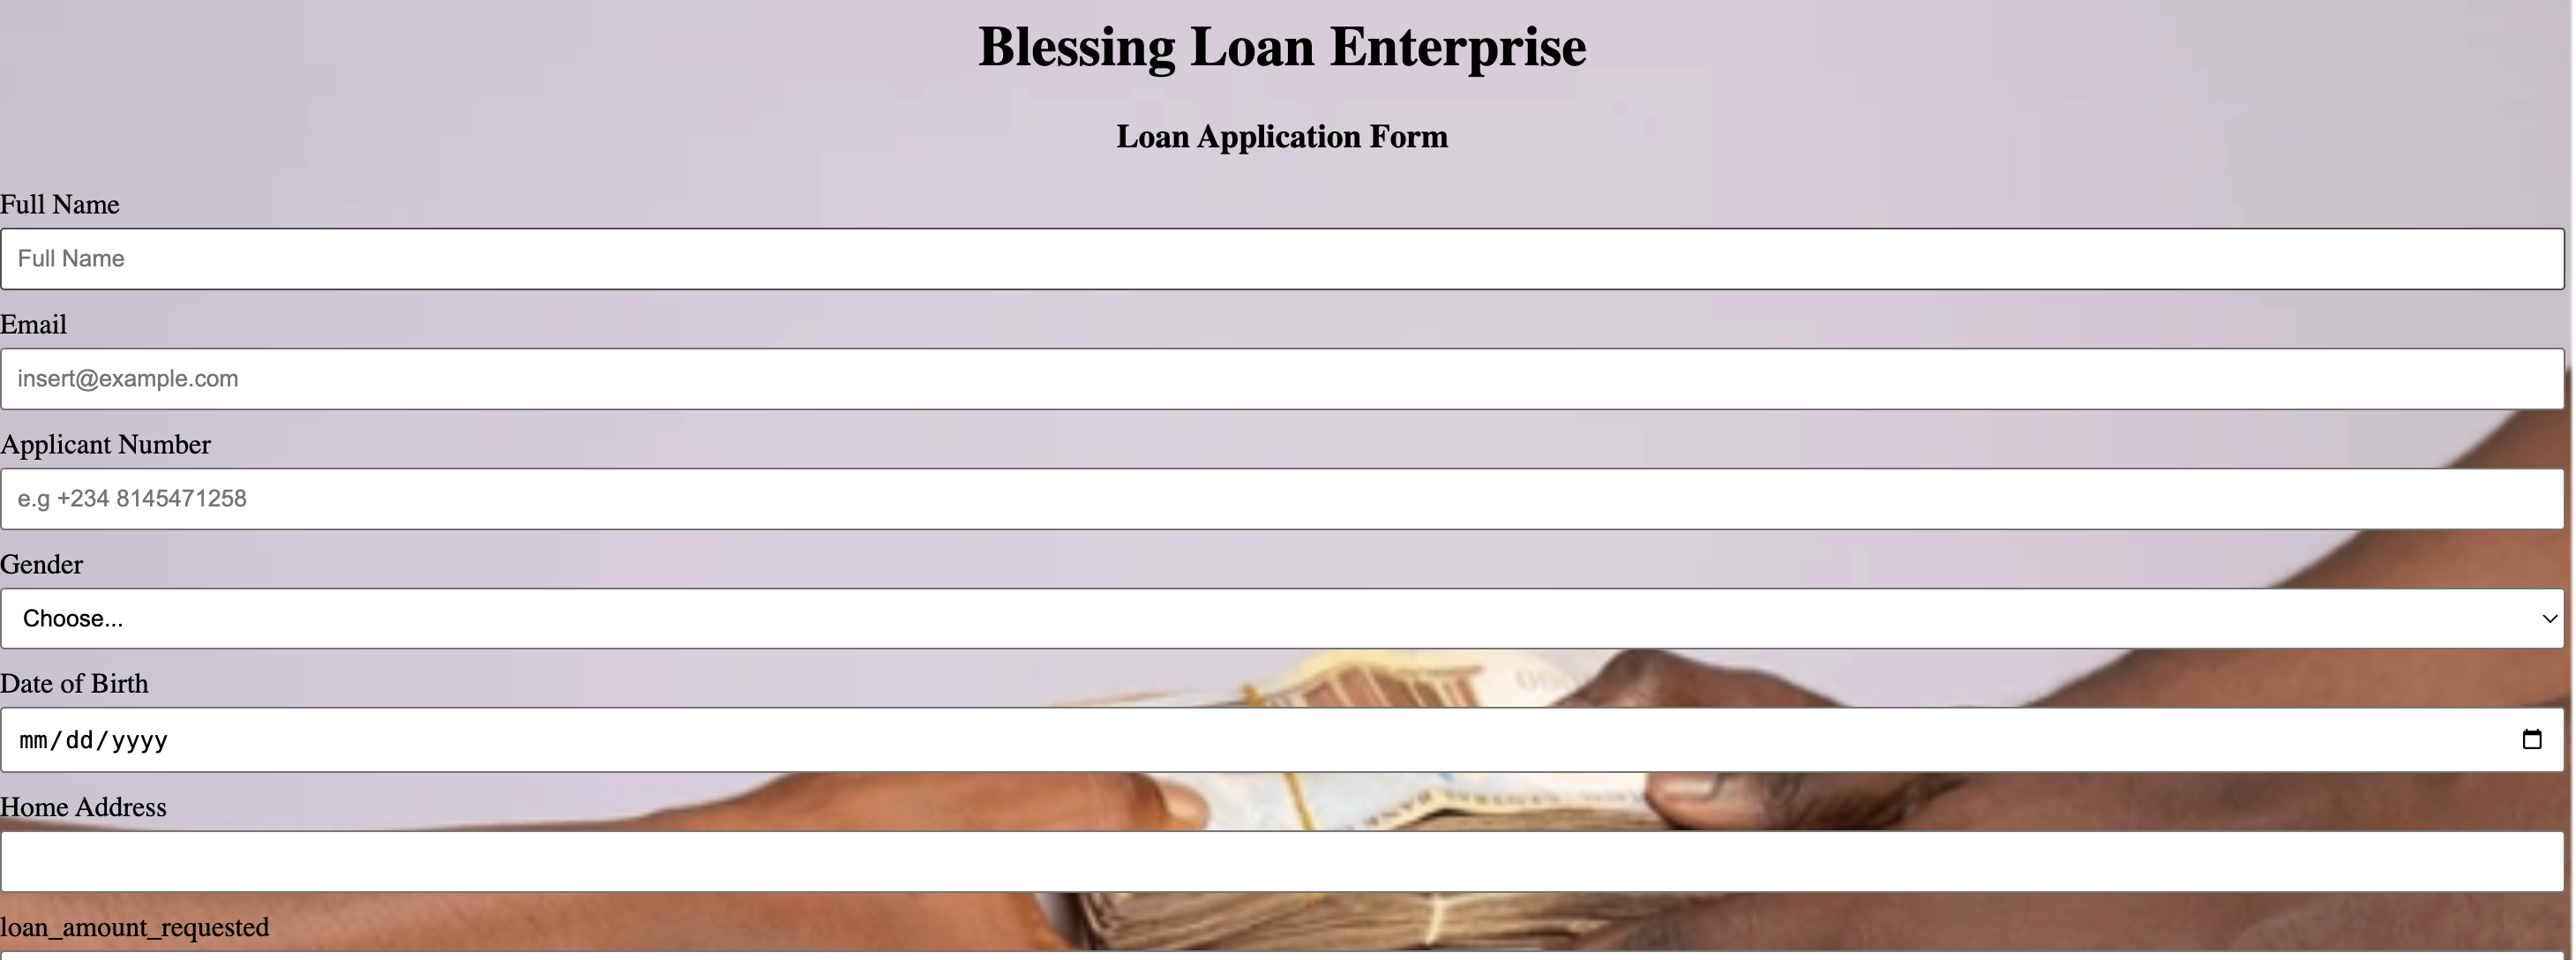 Blessing Loan Enterprise
Loan Application Form
Full Name
Full Name
Email
insert@example.com
Applicant Number
e.g +234 8145471258
Gender
Choose...
Date of Birth
mm/dd/yyyy
Home Address
loan_amount_requested